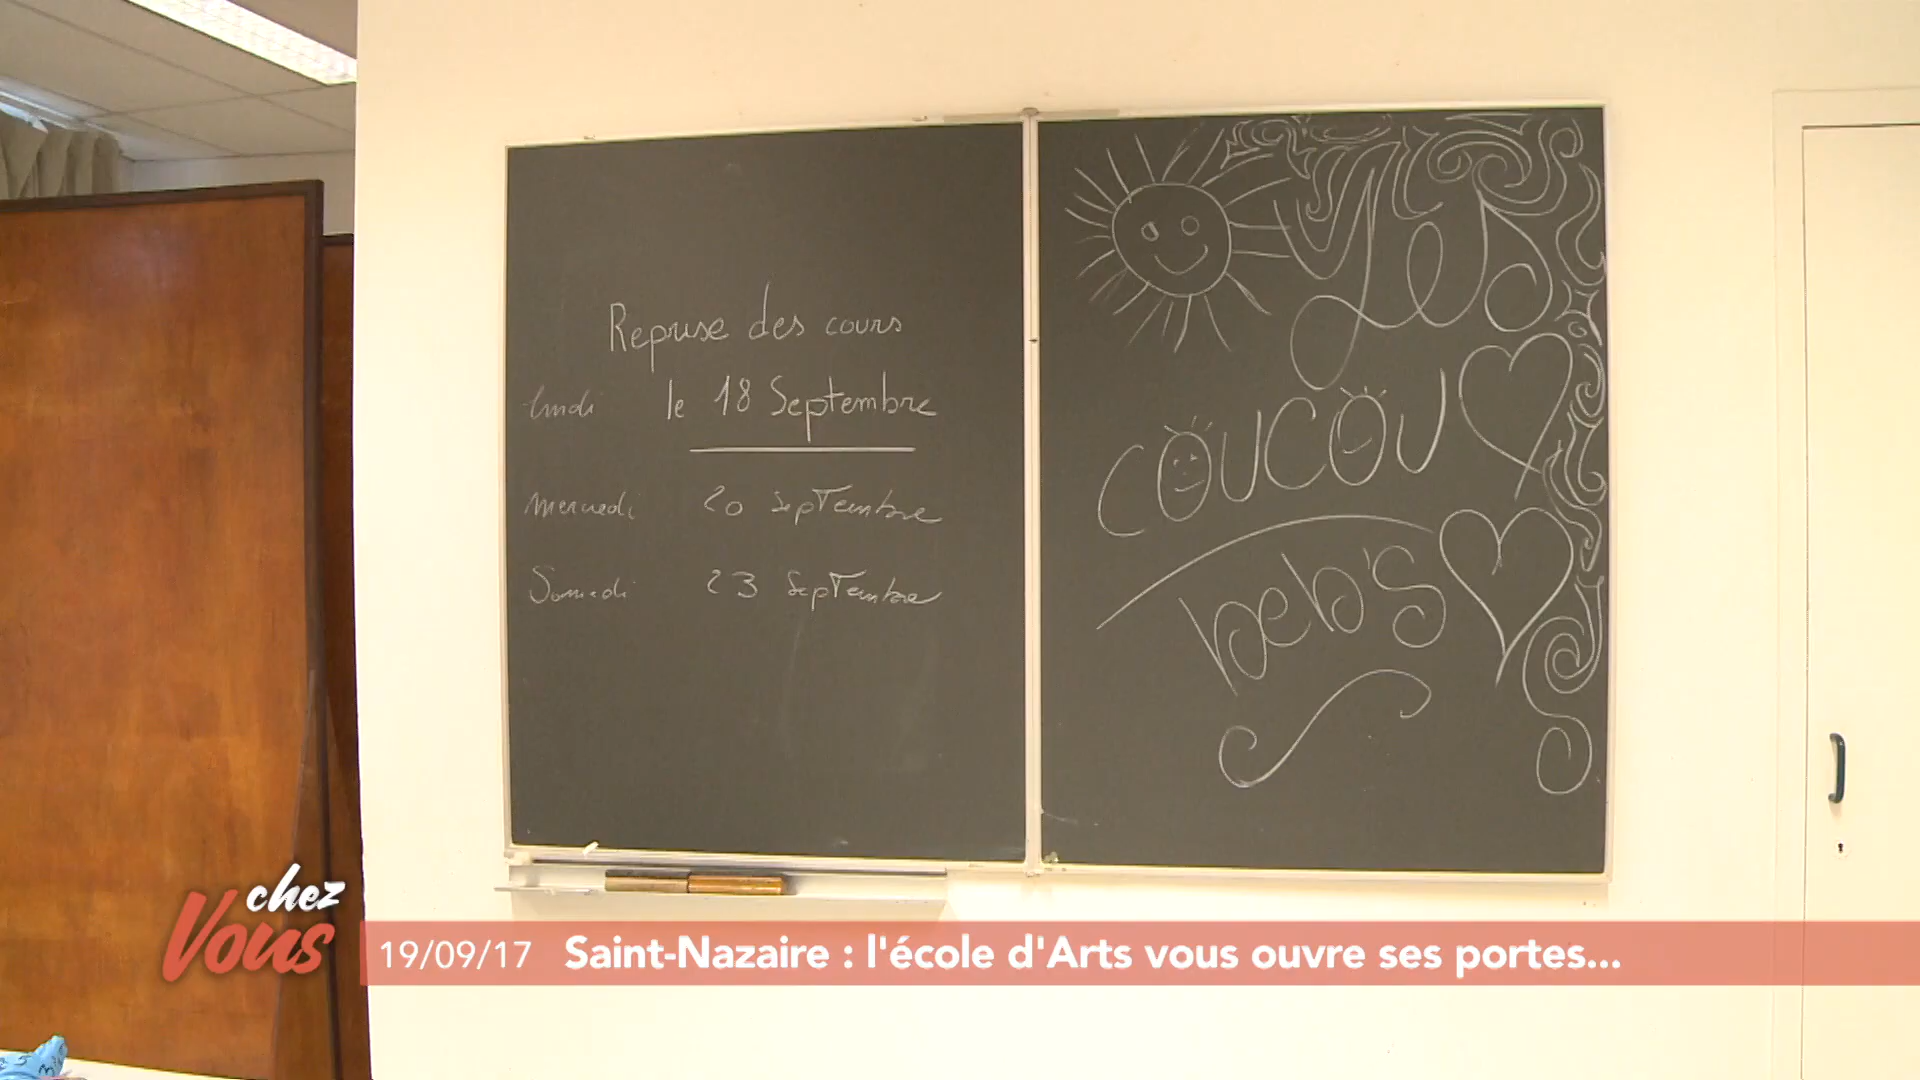 Reprise des cours
lundi le 18 Septembre
mercredi 20 Septembre
Samedi 23 Septembre
Yes
COUCOU
beb's
chez
Vous
19/09/17 Saint-Nazaire : l'école d'Arts vous ouvre ses portes...